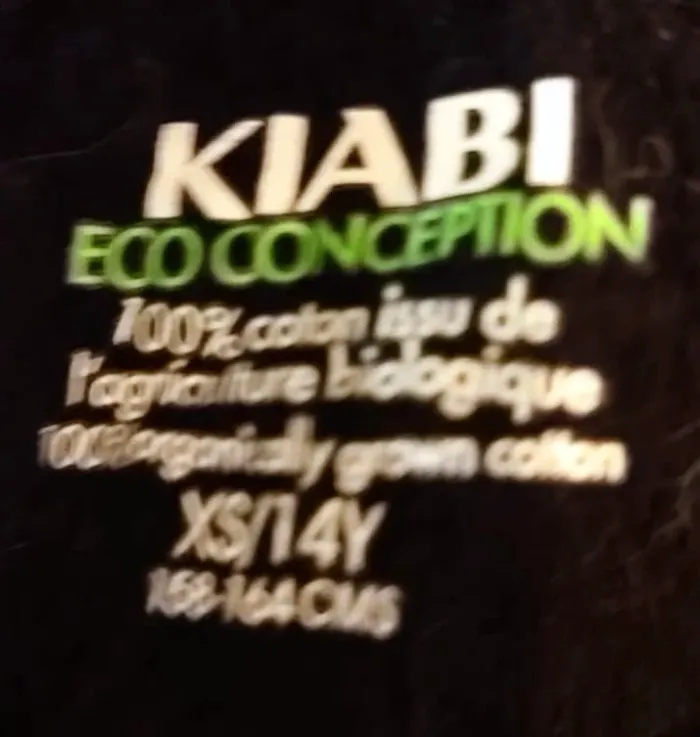 KIABI
ECO CONCEPTION
100% coton issu de
l'agriculture biologique
100% organically grown cotton
XS/14Y
158-164 CMS